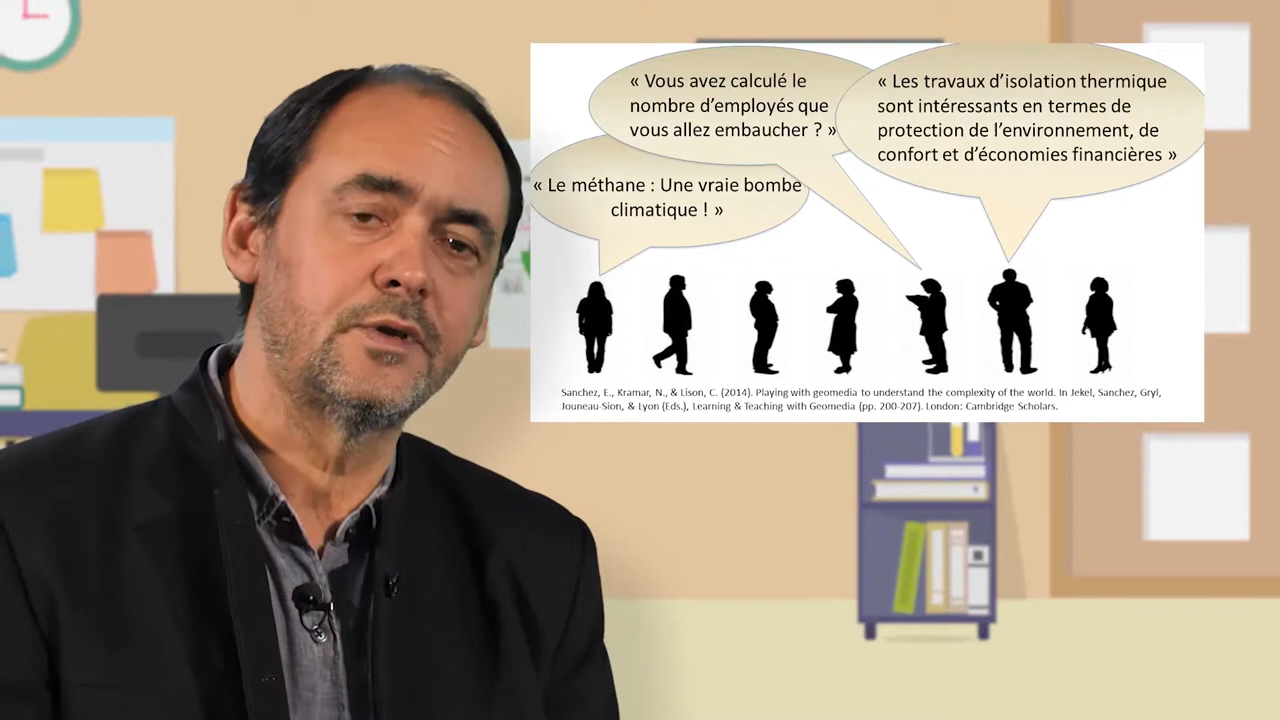 « Vous avez calculé le
nombre d’employés que
vous allez embaucher ? »
« Les travaux d’isolation thermique
sont intéressants en termes de
protection de l’environnement, de
confort et d’économies financières »
« Le méthane : Une vraie bombe
climatique ! »
Sanchez, E., Kramar, N., & Lison, C. (2014). Playing with geomedia to understand the complexity of the world. In Jekel, Sanchez, Gryl,
Jouneau-Sion, & Lyon (Eds.), Learning & Teaching with Geomedia (pp. 200-207). London: Cambridge Scholars.